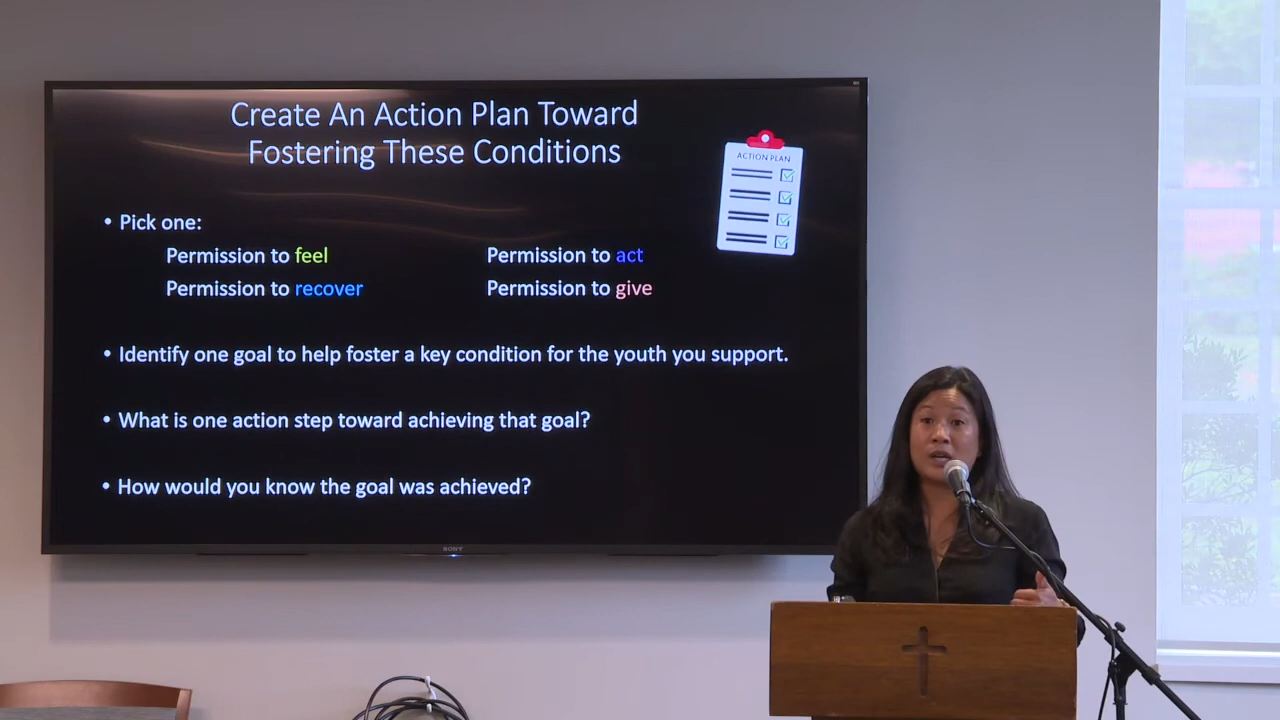 Create An Action Plan Toward
Fostering These Conditions
ACTION PLAN
• Pick one:
Permission to feel
Permission to act
Permission to recover
Permission to give
• Identify one goal to help foster a key condition for the youth you support.
• What is one action step toward achieving that goal?
• How would you know the goal was achieved?
SONY